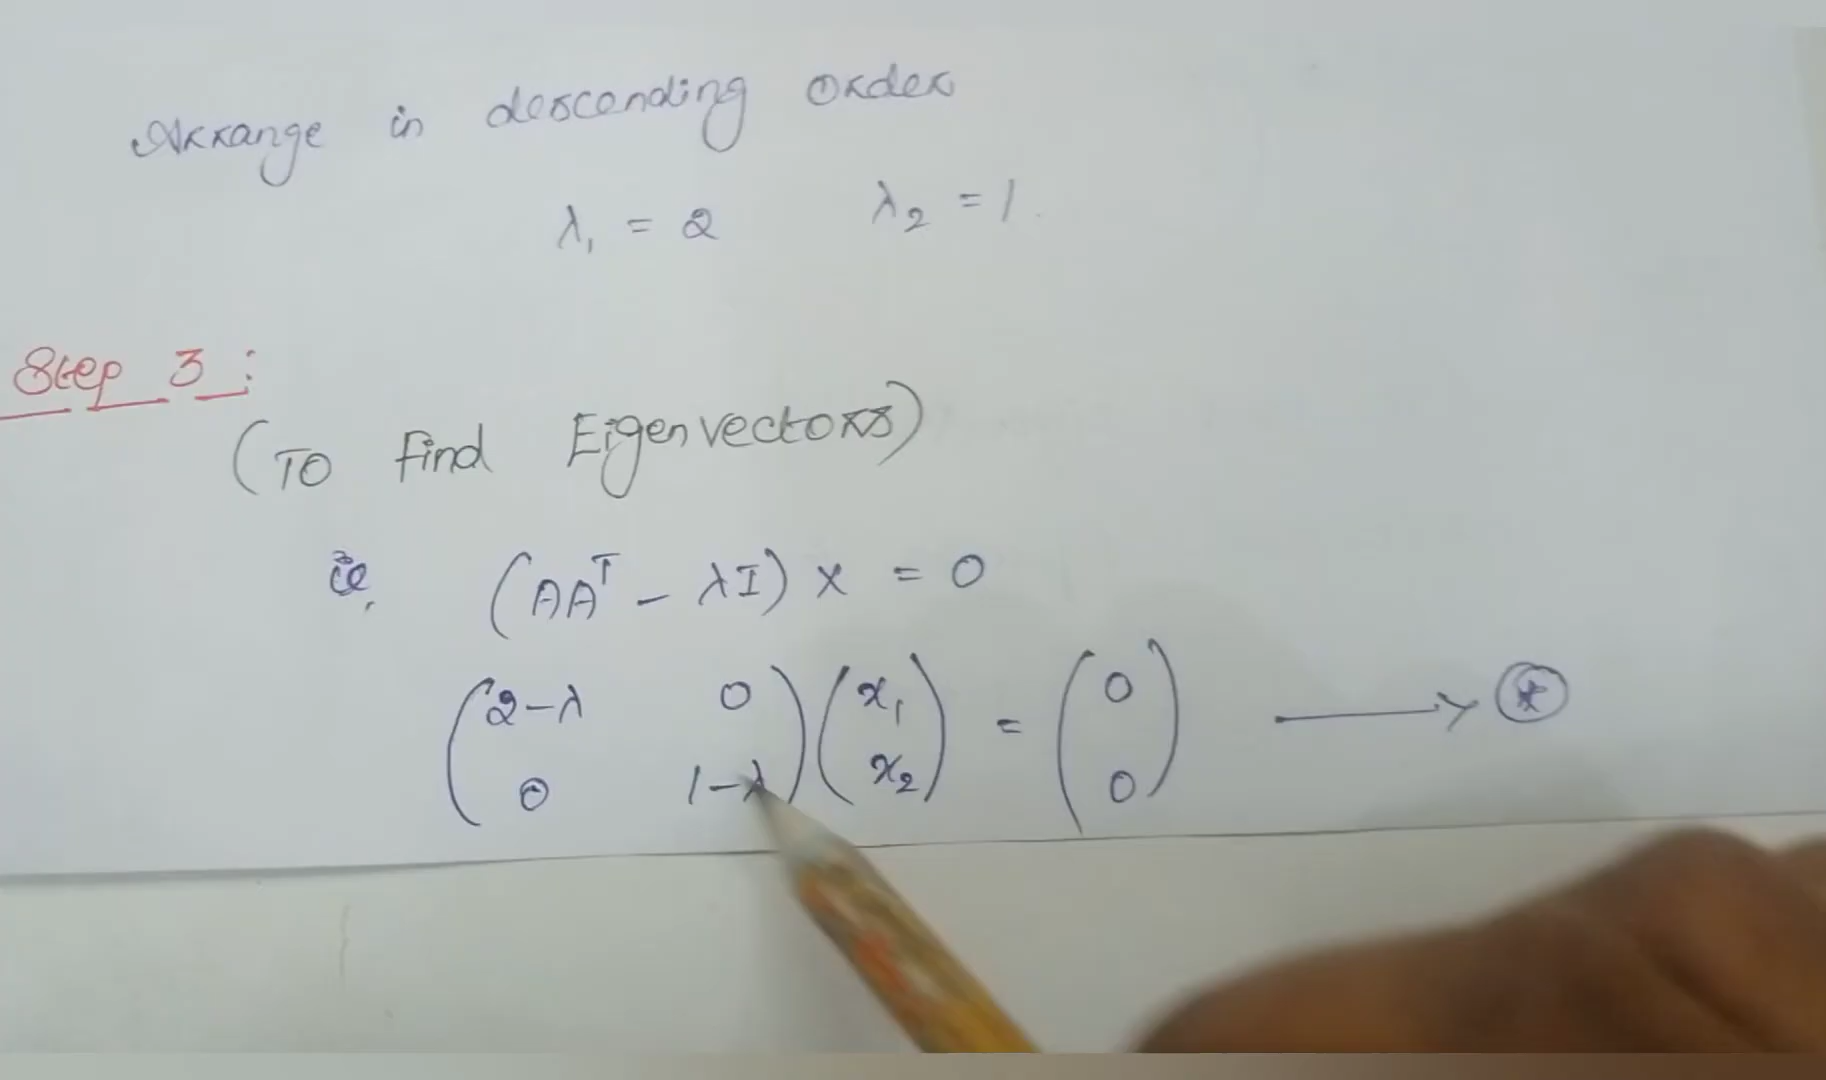 Arrange in descending order
λ₁ = 2 λ₂ = 1.
Step 3 :
(To find Eigenvectors)
ie, (AAᵀ - λI) x = 0
(2-λ 0) (x₁) = (0) → ⊛
(0 1-λ) (x₂) (0)